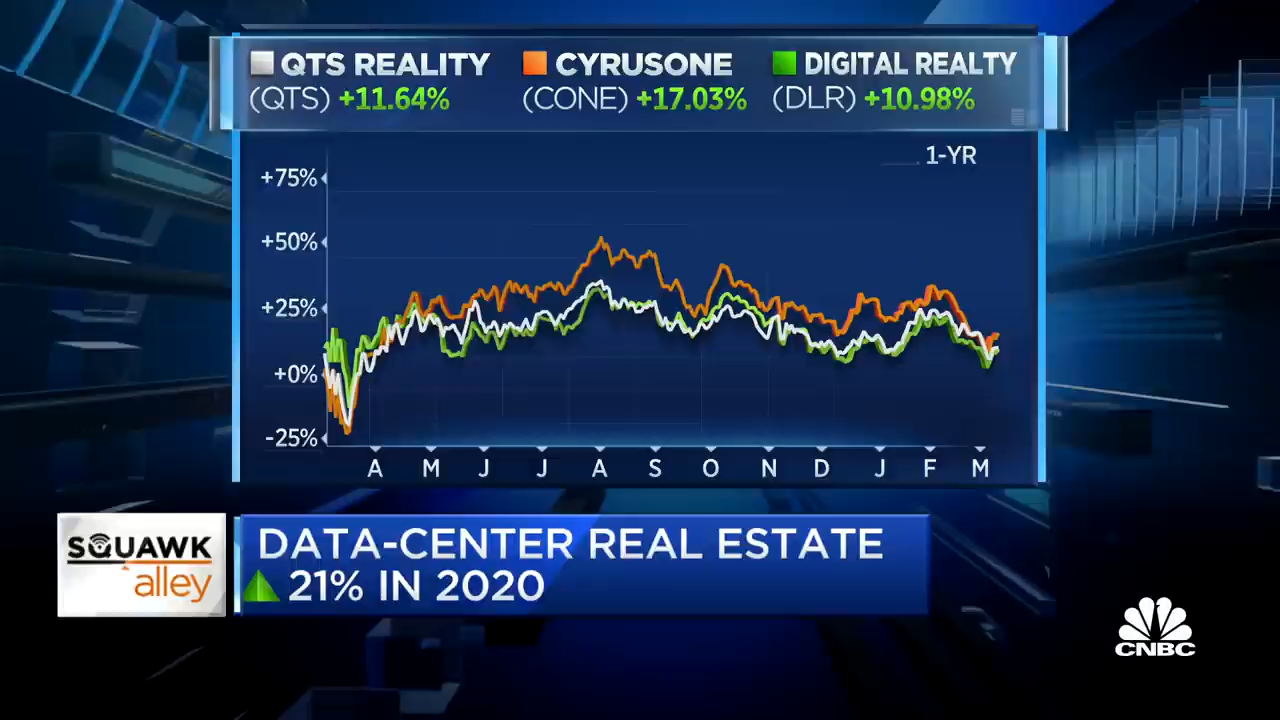 QTS REALITY
(QTS) +11.64%
CYRUSONE
(CONE) +17.03%
DIGITAL REALTY
(DLR) +10.98%
1-YR
+75%
+50%
+25%
+0%
-25%
A M J J A S O N D J F M
SQUAWK
alley
DATA-CENTER REAL ESTATE
21% IN 2020
CNBC